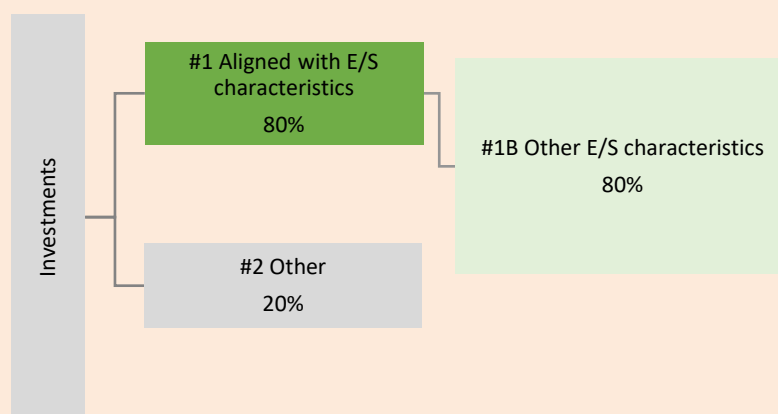 Investments
#1 Aligned with E/S
characteristics
80%
#1B Other E/S characteristics
80%
#2 Other
20%